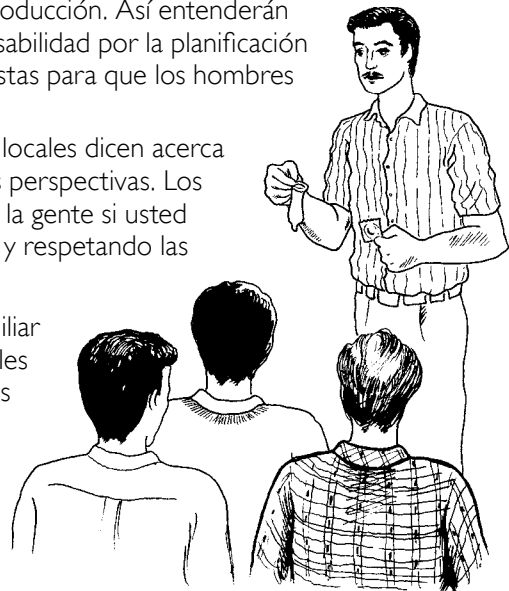 oducción. Así entenderán
sabilidad por la planificación
stas para que los hombres
locales dicen acerca
s perspectivas. Los
la gente si usted
y respetando las
iliar
les
s